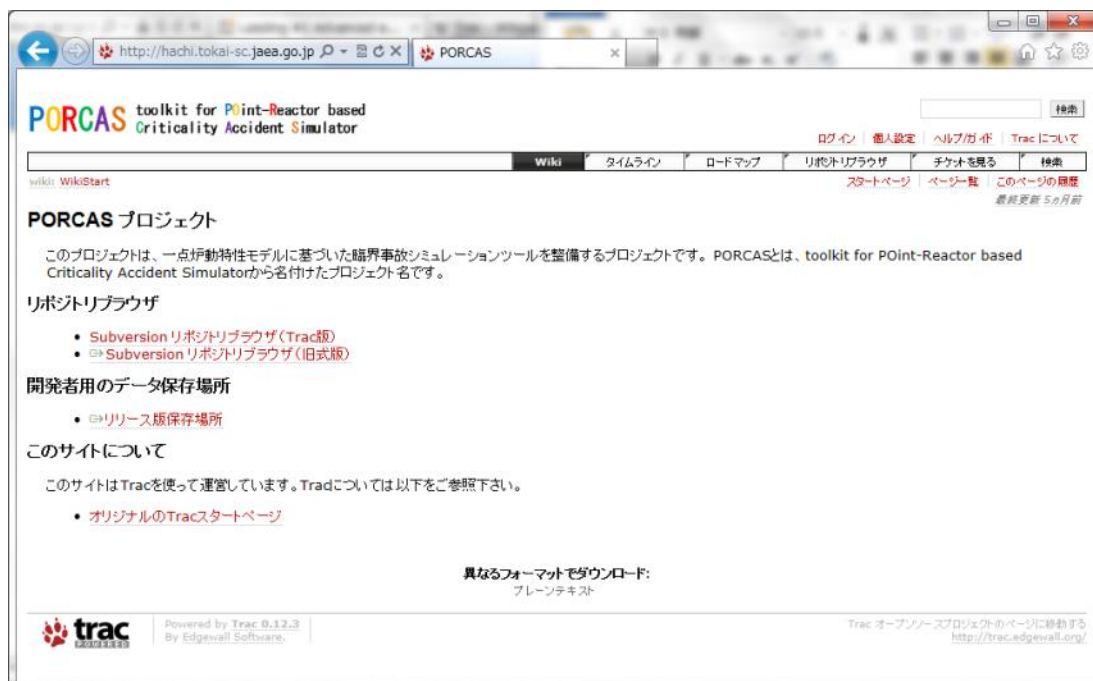 http://hachi.tokai-sc.jaea.go.jp
PORCAS
PORCAS toolkit for POint-Reactor based
Criticality Accident Simulator
検索
ログイン 個人設定 ヘルプ/ガイド Trac について
Wiki タイムライン ロードマップ リポジトリブラウザ チケットを見る 検索
wiki: WikiStart
スタートページ ページ一覧 このページの履歴
最終更新 5ヵ月前
PORCAS プロジェクト
このプロジェクトは、一点炉動特性モデルに基づいた臨界事故シミュレーションツールを整備するプロジェクトです。PORCASとは、toolkit for POint-Reactor based
Criticality Accident Simulatorから名付けたプロジェクト名です。
リポジトリブラウザ
• Subversion リポジトリブラウザ(Trac版)
• Subversion リポジトリブラウザ(旧式版)
開発者用のデータ保存場所
• リリース版保存場所
このサイトについて
このサイトはTracを使って運営しています。Tracについては以下をご参照下さい。
• オリジナルのTracスタートページ
異なるフォーマットでダウンロード:
プレーンテキスト
trac
POWERED
Powered by Trac 0.12.3
By Edgewall Software.
Trac オープンソースプロジェクトのページに移動する
http://trac.edgewall.org/